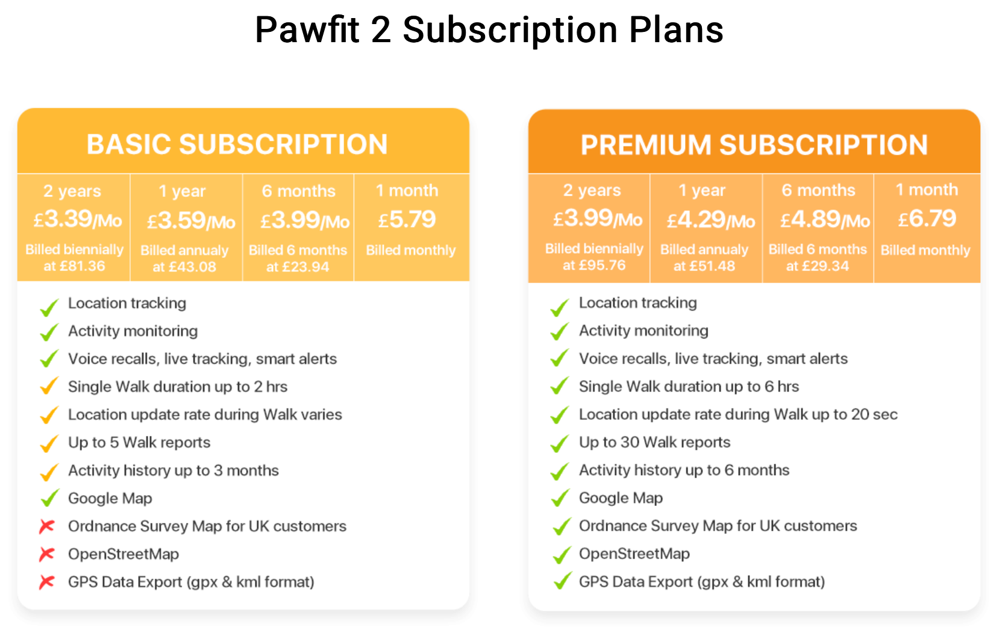 Pawfit 2 Subscription Plans
BASIC SUBSCRIPTION
2 years
£3.39/Mo
Billed biennially
at £81.36
1 year
£3.59/Mo
Billed annualy
at £43.08
6 months
£3.99/Mo
Billed 6 months
at £23.94
1 month
£5.79
Billed monthly
Location tracking
Activity monitoring
Voice recalls, live tracking, smart alerts
Single Walk duration up to 2 hrs
Location update rate during Walk varies
Up to 5 Walk reports
Activity history up to 3 months
Google Map
Ordnance Survey Map for UK customers
OpenStreetMap
GPS Data Export (gpx & kml format)
PREMIUM SUBSCRIPTION
2 years
£3.99/Mo
Billed biennially
at £95.76
1 year
£4.29/Mo
Billed annualy
at £51.48
6 months
£4.89/Mo
Billed 6 months
at £29.34
1 month
£6.79
Billed monthly
Location tracking
Activity monitoring
Voice recalls, live tracking, smart alerts
Single Walk duration up to 6 hrs
Location update rate during Walk up to 20 sec
Up to 30 Walk reports
Activity history up to 6 months
Google Map
Ordnance Survey Map for UK customers
OpenStreetMap
GPS Data Export (gpx & kml format)